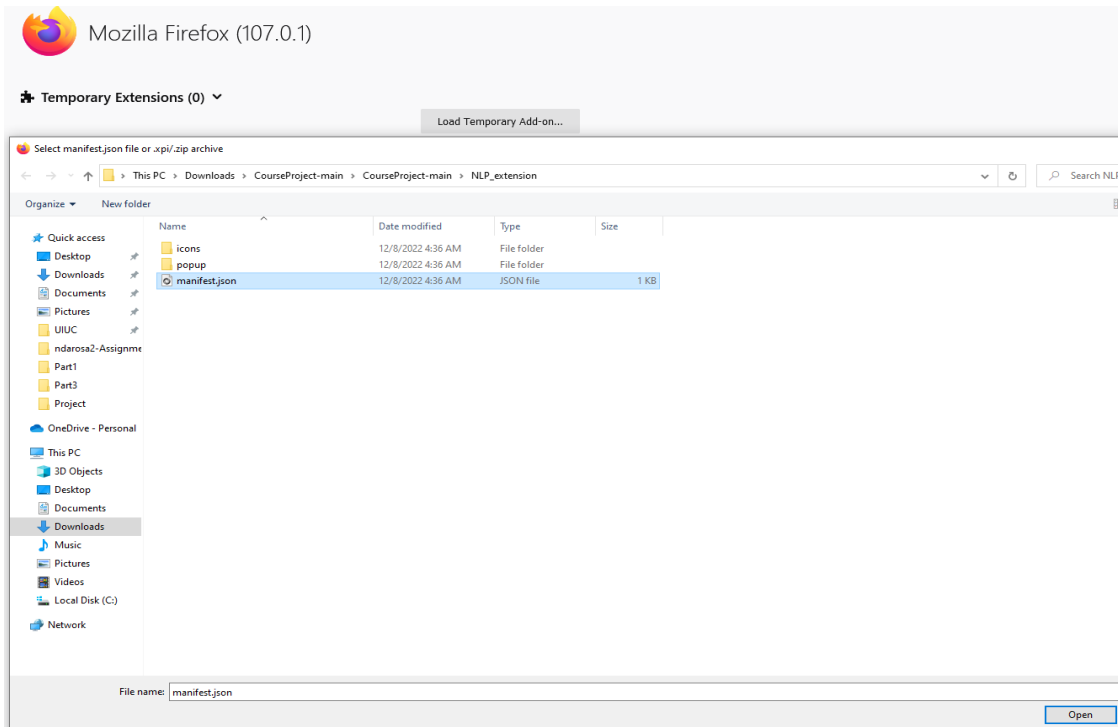 Mozilla Firefox (107.0.1)
Temporary Extensions (0)
Load Temporary Add-on...
Select manifest.json file or .xpi/.zip archive
This PC > Downloads > CourseProject-main > CourseProject-main > NLP_extension
Search NLP
Organize New folder
Name Date modified Type Size
icons 12/8/2022 4:36 AM File folder
popup 12/8/2022 4:36 AM File folder
manifest.json 12/8/2022 4:36 AM JSON file 1 KB
Quick access
Desktop
Downloads
Documents
Pictures
UIUC
ndarosa2-Assignme
Part1
Part3
Project
OneDrive - Personal
This PC
3D Objects
Desktop
Documents
Downloads
Music
Pictures
Videos
Local Disk (C:)
Network
File name: manifest.json
Open